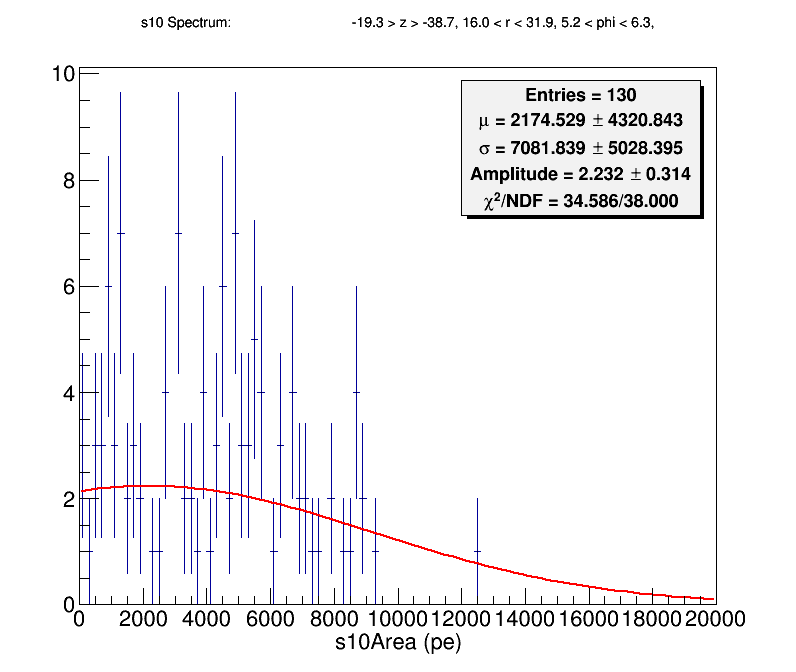 s10 Spectrum: -19.3 > z > -38.7, 16.0 < r < 31.9, 5.2 < phi < 6.3,
Entries = 130
μ = 2174.529 ± 4320.843
σ = 7081.839 ± 5028.395
Amplitude = 2.232 ± 0.314
χ²/NDF = 34.586/38.000
10
8
6
4
2
0
0 2000 4000 6000 8000 10000 12000 14000 16000 18000 20000
s10Area (pe)